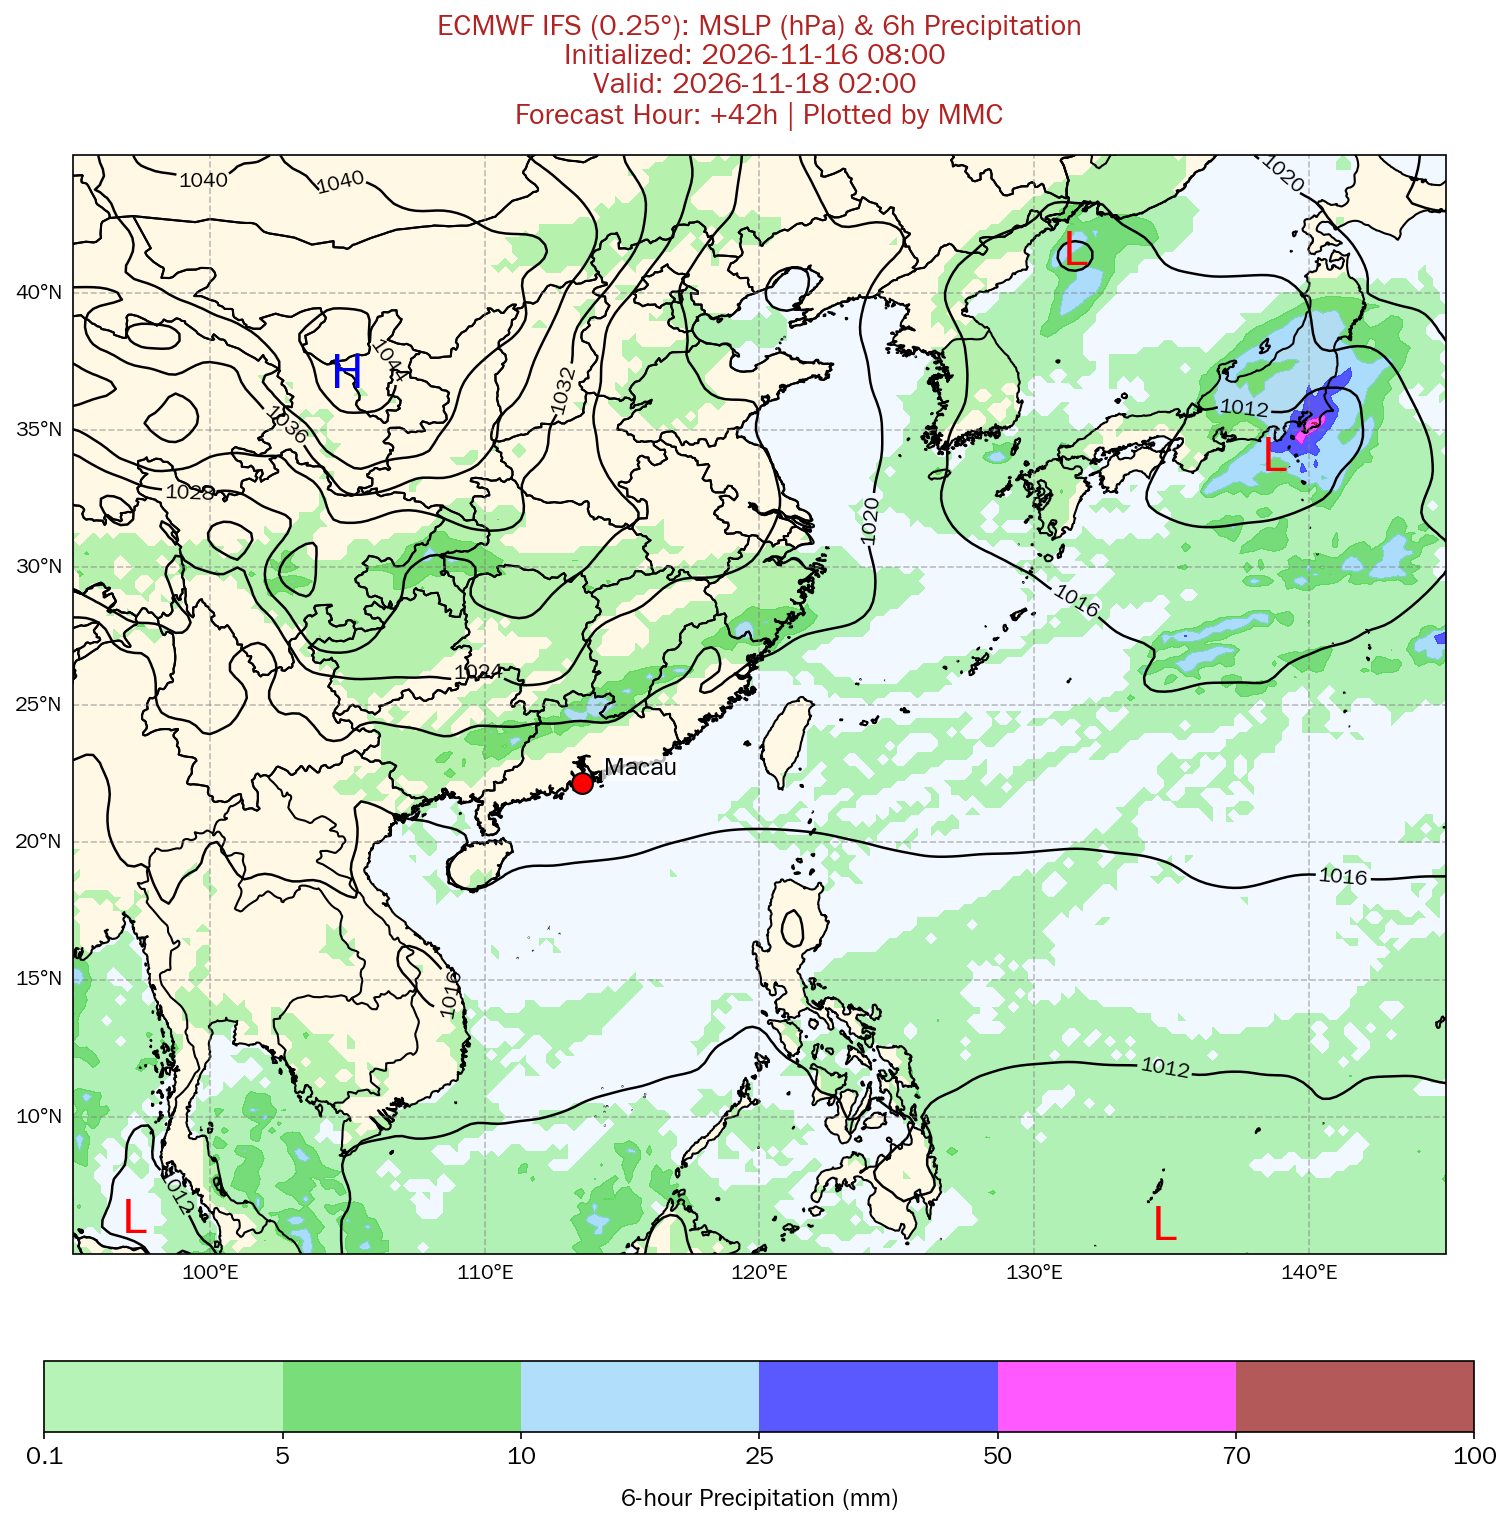 ECMWF IFS (0.25°): MSLP (hPa) & 6h Precipitation
Initialized: 2026-11-16 08:00
Valid: 2026-11-18 02:00
Forecast Hour: +42h | Plotted by MMC
1040
1040
1020
L
40°N
H
1044
1032
1012
1036
35°N
L
1028
1020
30°N
1016
1024
25°N
Macau
20°N
1016
15°N
1016
1012
10°N
1012
L
L
100°E
110°E
120°E
130°E
140°E
0.1
5
10
25
50
70
100
6-hour Precipitation (mm)